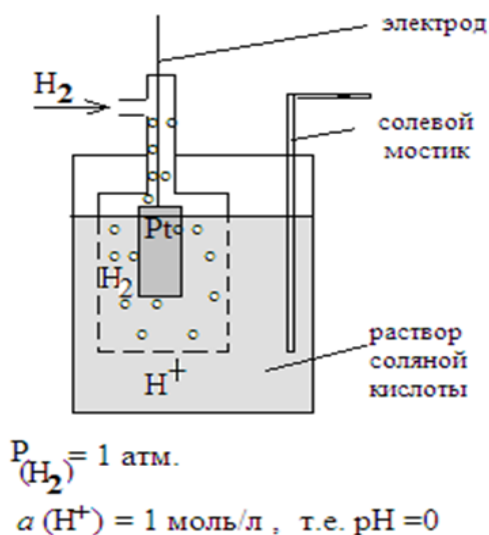 электрод
H₂
солевой
мостик
Pt
H₂
раствор
соляной
кислоты
H⁺
P(H₂) = 1 атм.
a (H⁺) = 1 моль/л , т.е. pH =0